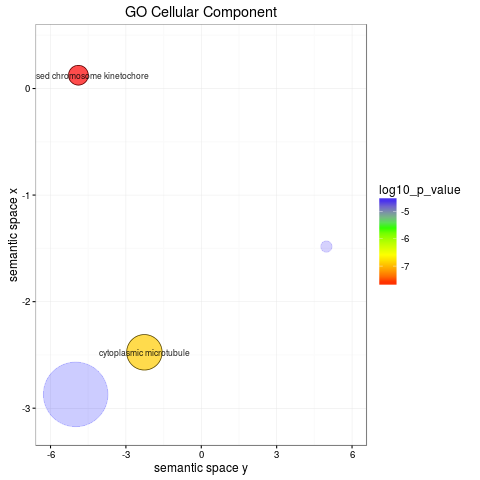 GO Cellular Component
sed chromosome kinetochore
cytoplasmic microtubule
0
-1
-2
-3
-6
-3
0
3
6
semantic space x
semantic space y
log10_p_value
-5
-6
-7